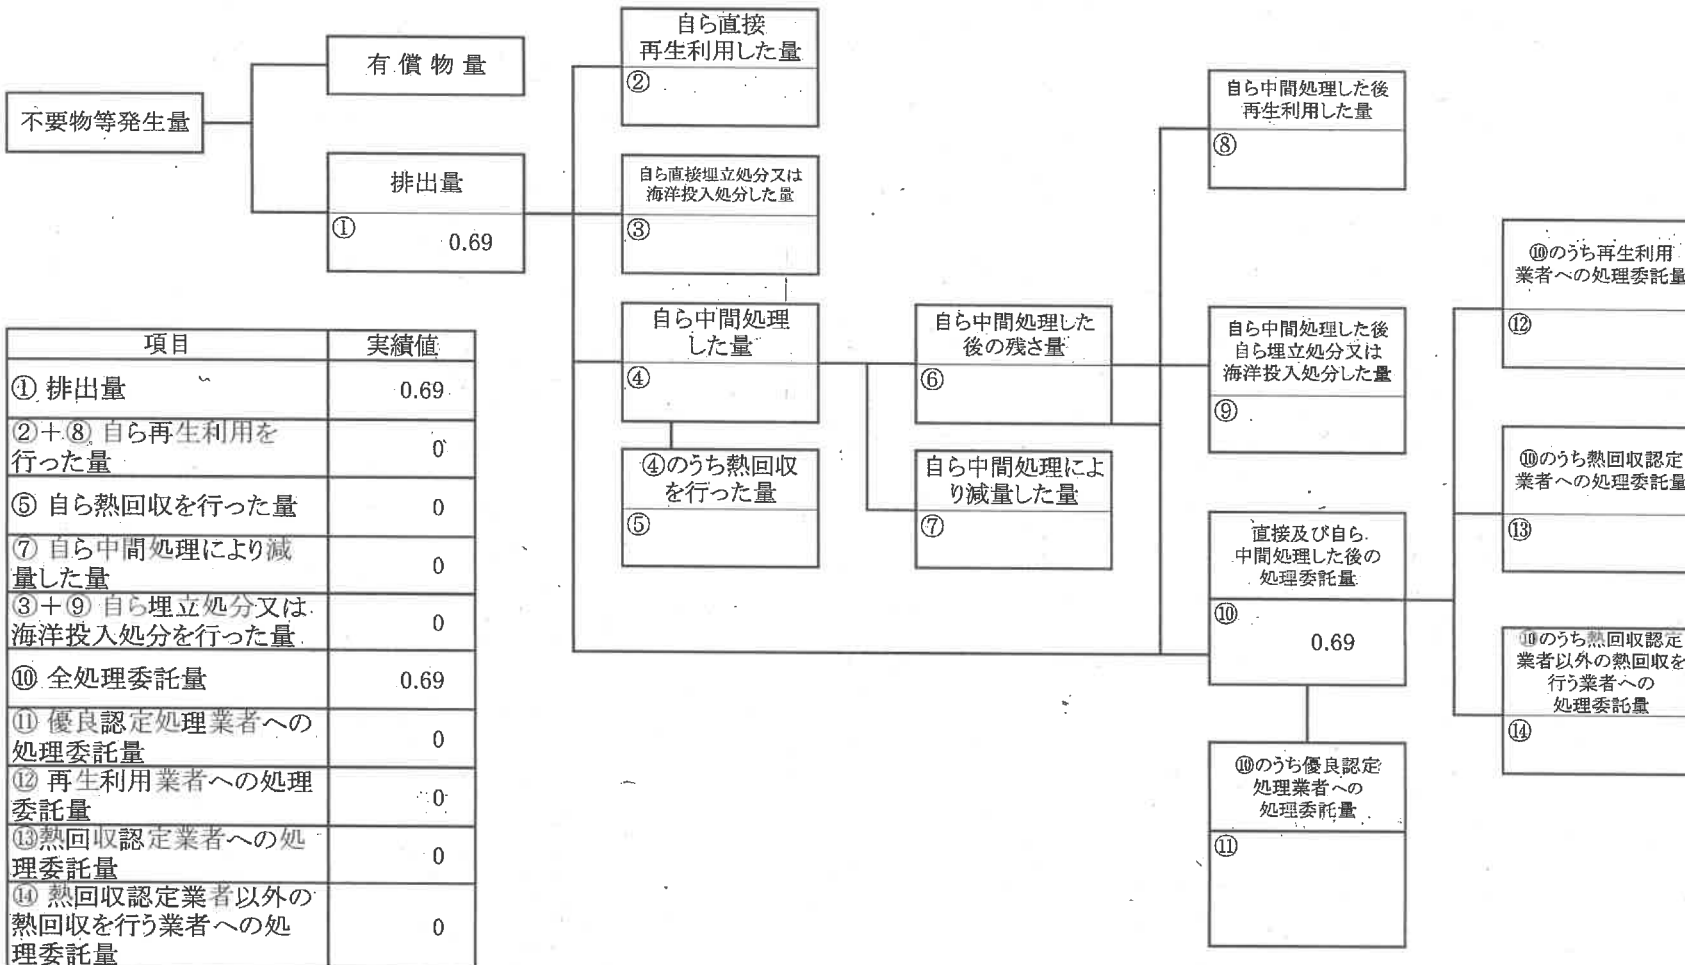 不要物等発生量
有償物量
排出量
①
0.69
自ら直接
再生利用した量
②
自ら直接埋立処分又は
海洋投入処分した量
③
自ら中間処理
した量
④
④のうち熱回収
を行った量
⑤
自ら中間処理した
後の残さ量
⑥
自ら中間処理によ
り減量した量
⑦
自ら中間処理した後
再生利用した量
⑧
自ら中間処理した後
自ら埋立処分又は
海洋投入処分した量
⑨
直接及び自ら
中間処理した後の
処理委託量
⑩
0.69
⑩のうち優良認定
処理業者への
処理委託量
⑪
⑩のうち再生利用
業者への処理委託量
⑫
⑩のうち熱回収認定
業者への処理委託量
⑬
⑩のうち熱回収認定
業者以外の熱回収を
行う業者への
処理委託量
⑭
項目 実績値
① 排出量 0.69
②+⑧ 自ら再生利用を
行った量 0
⑤ 自ら熱回収を行った量 0
⑦ 自ら中間処理により減
量した量 0
③+⑨ 自ら埋立処分又は
海洋投入処分を行った量 0
⑩ 全処理委託量 0.69
⑪ 優良認定処理業者への
処理委託量 0
⑫ 再生利用業者への処理
委託量 0
⑬熱回収認定業者への処
理委託量 0
⑭ 熱回収認定業者以外の
熱回収を行う業者への処
理委託量 0